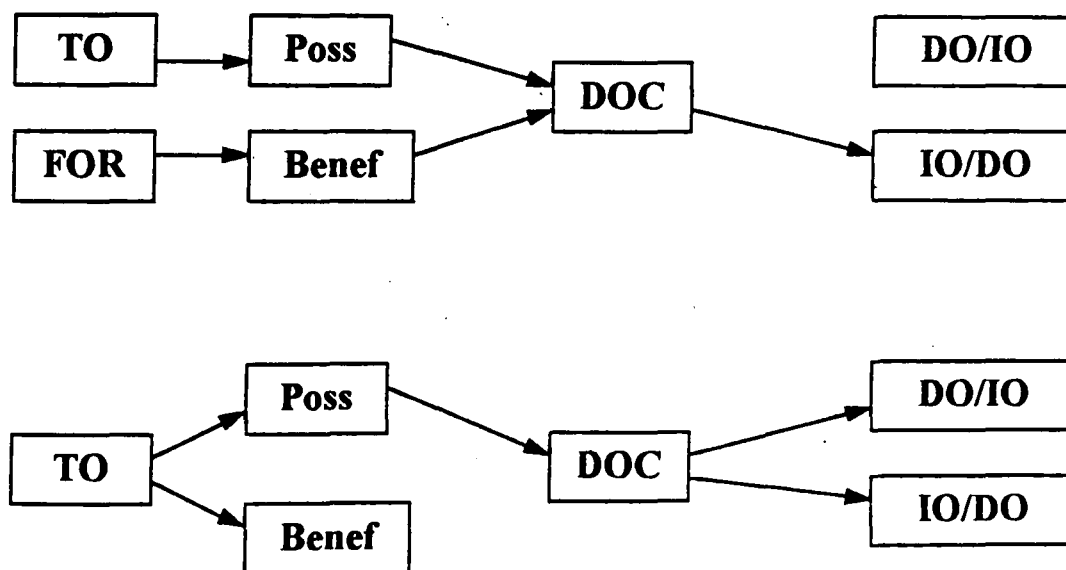 TO Poss DOC DO/IO
FOR Benef IO/DO
Poss DO/IO
TO DOC
Benef IO/DO